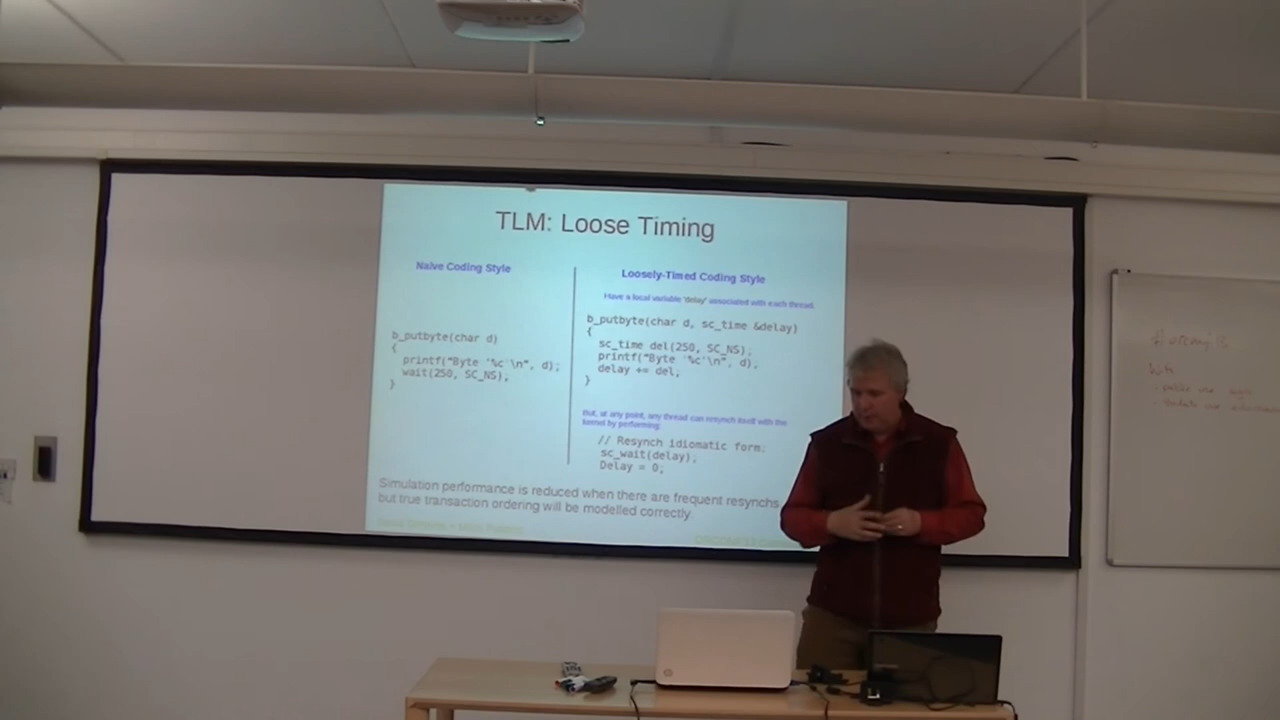 TLM: Loose Timing
Naive Coding Style
b_putbyte(char d)
{
printf("Byte '%c'\n", d);
wait(250, SC_NS),
}
Loosely-Timed Coding Style
Have a local variable 'delay' associated with each thread.
b_putbyte(char d, sc_time &delay)
{
sc_time del(250, SC_NS);
printf("Byte '%c'\n", d),
delay += del,
}
But, at any point, any thread can resynch itself with the
kernel by performing:
// Resynch idiomatic form:
sc_wait(delay),
Delay = 0;
Simulation performance is reduced when there are frequent resynchs
but true transaction ordering will be modelled correctly.